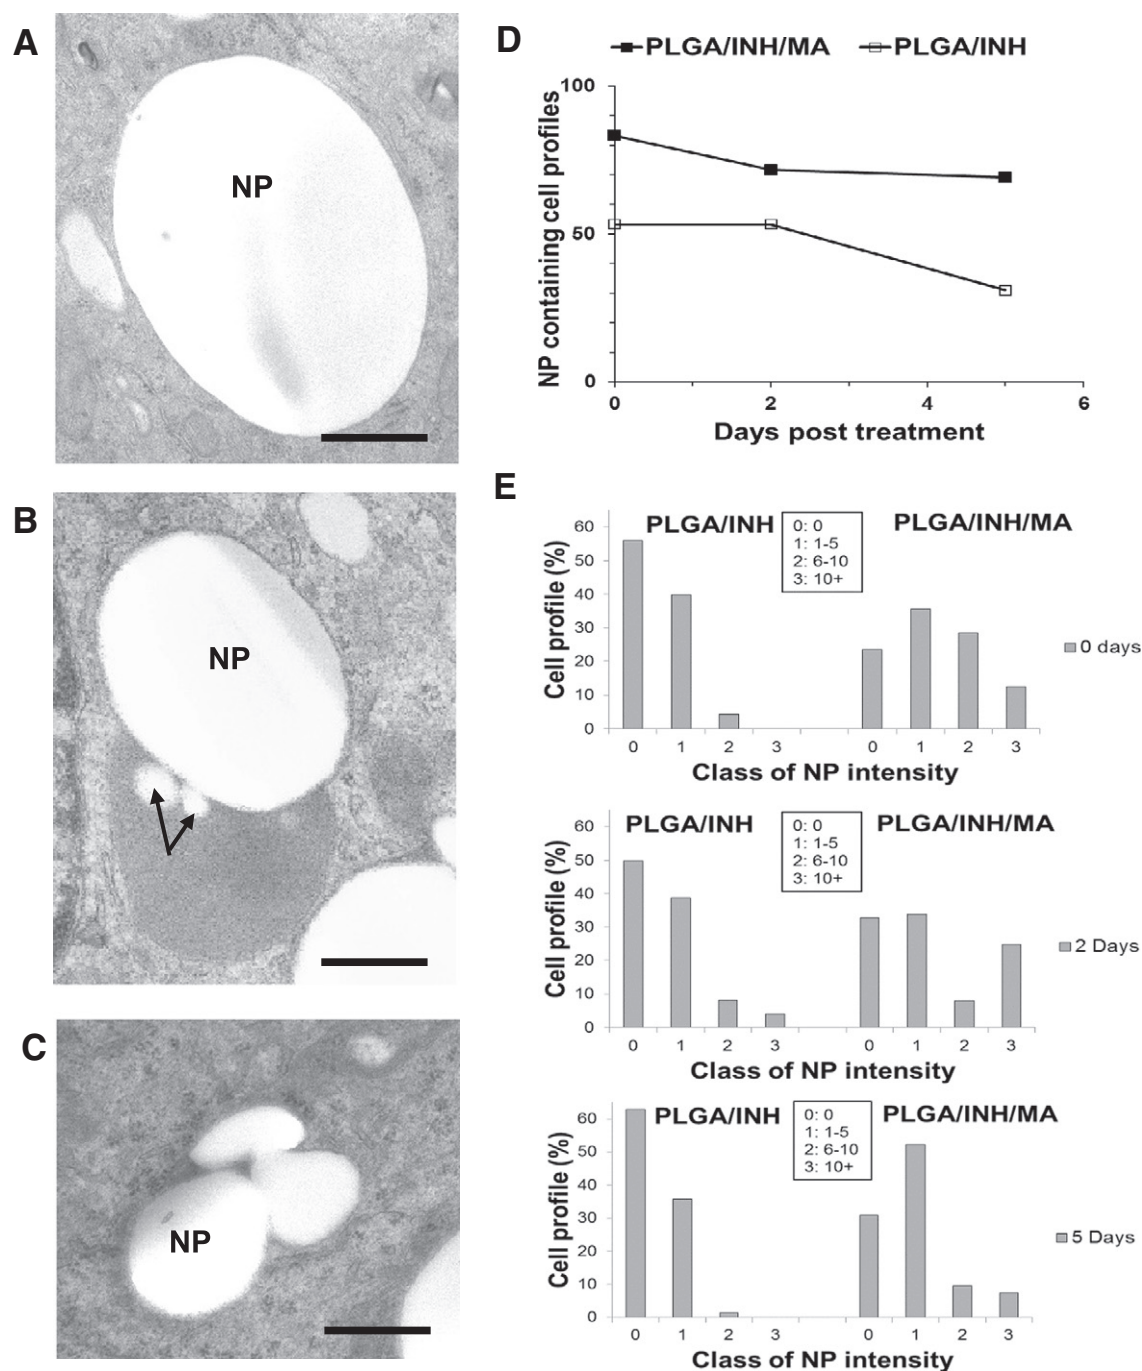 A
NP
B
NP
C
NP
D
PLGA/INH/MA PLGA/INH
NP containing cell profiles
100
50
0
0 2 4 6
Days post treatment
E
PLGA/INH PLGA/INH/MA
0: 0
1: 1-5
2: 6-10
3: 10+
Cell profile (%)
60
50
40
30
20
10
0
0 1 2 3 0 1 2 3
Class of NP intensity
0 days
PLGA/INH PLGA/INH/MA
0: 0
1: 1-5
2: 6-10
3: 10+
Cell profile (%)
60
50
40
30
20
10
0
0 1 2 3 0 1 2 3
Class of NP intensity
2 Days
PLGA/INH PLGA/INH/MA
0: 0
1: 1-5
2: 6-10
3: 10+
Cell profile (%)
60
50
40
30
20
10
0
0 1 2 3 0 1 2 3
Class of NP intensity
5 Days